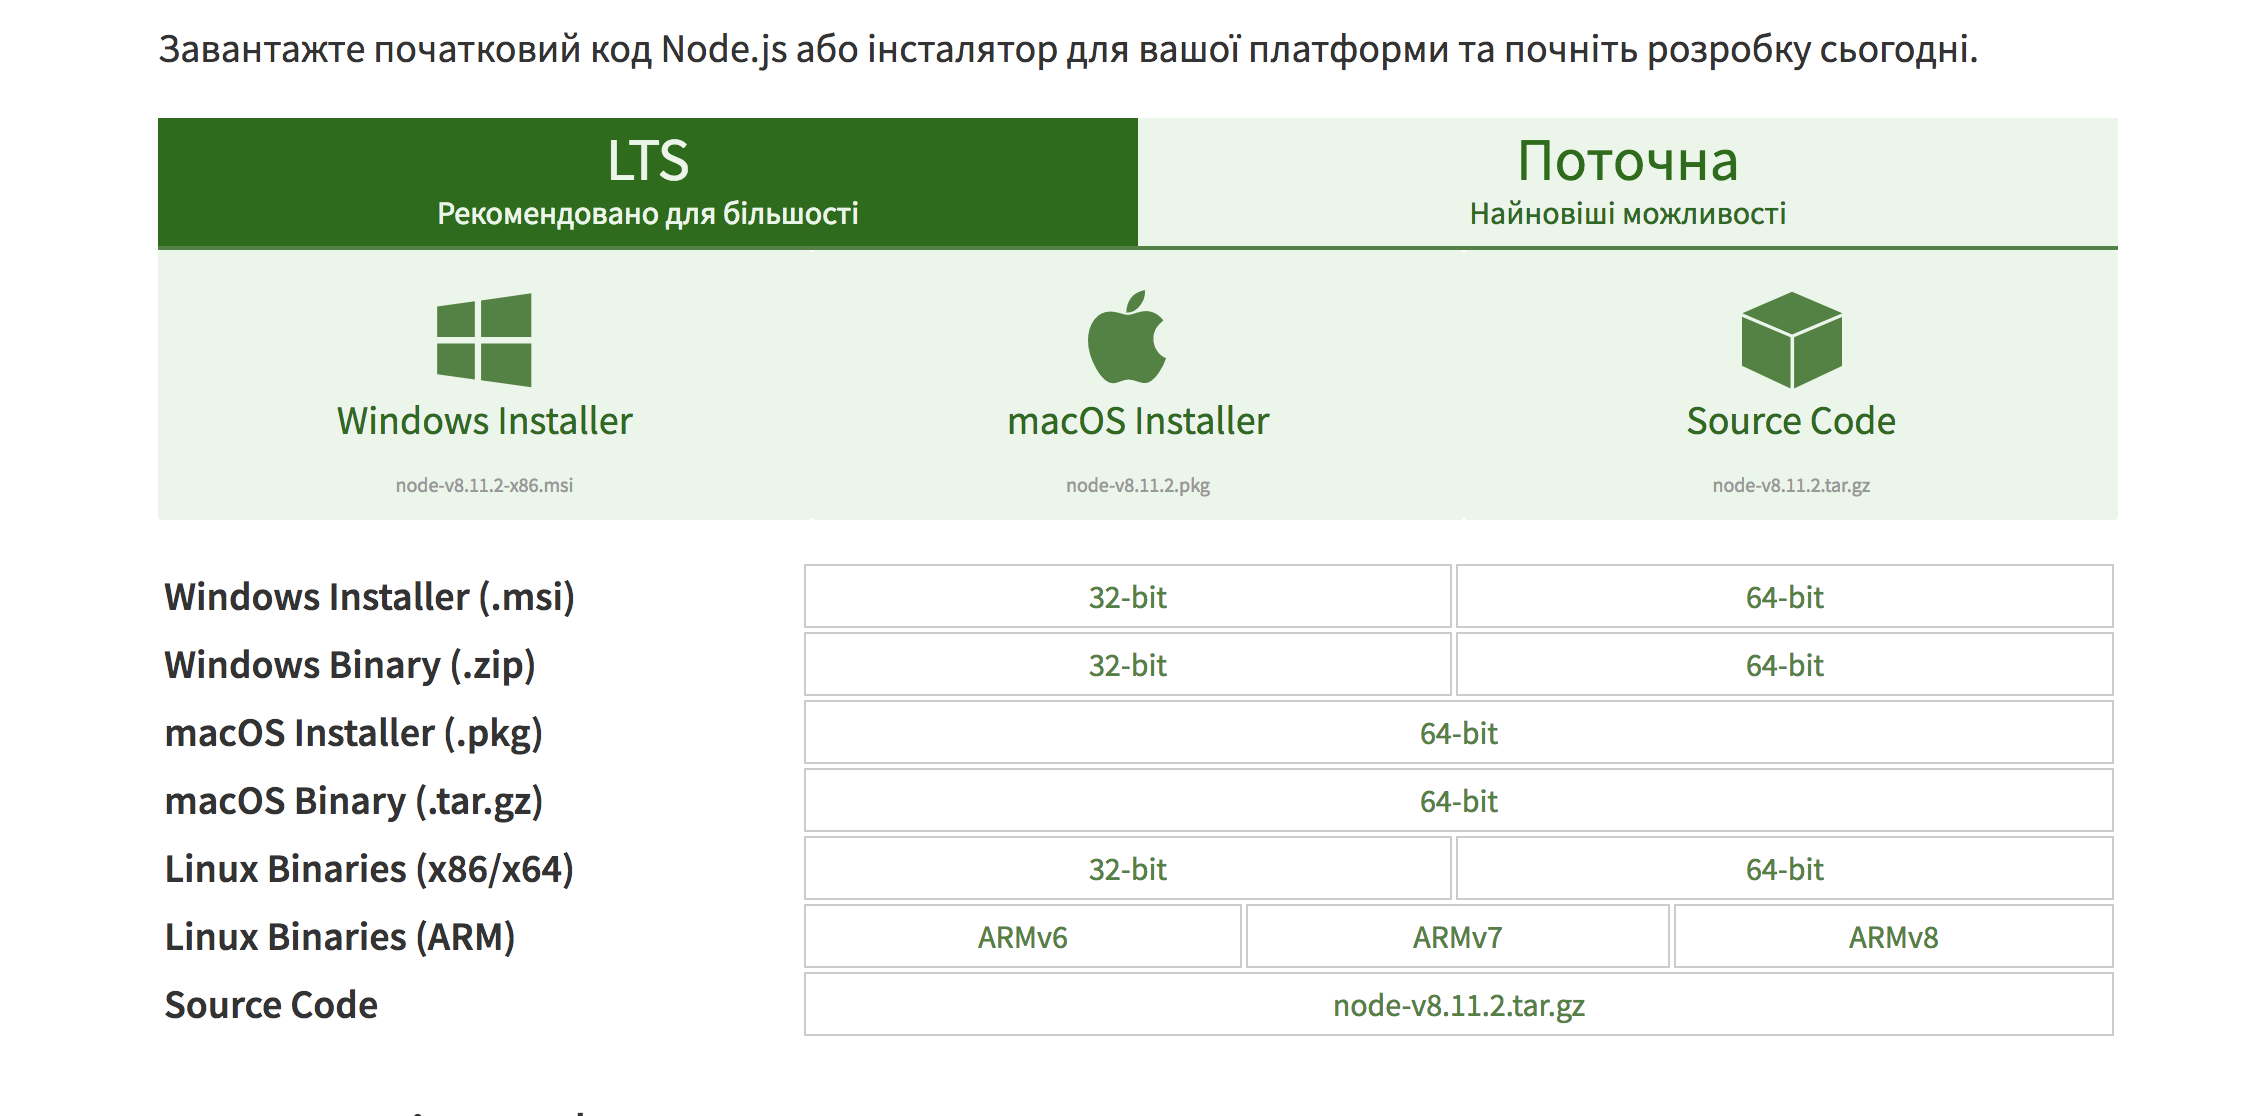 Завантажте початковий код Node.js або інсталятор для вашої платформи та почніть розробку сьогодні.
LTS
Рекомендовано для більшості
Поточна
Найновіші можливості
Windows Installer
macOS Installer
Source Code
node-v8.11.2-x86.msi
node-v8.11.2.pkg
node-v8.11.2.tar.gz
Windows Installer (.msi) 32-bit 64-bit
Windows Binary (.zip) 32-bit 64-bit
macOS Installer (.pkg) 64-bit
macOS Binary (.tar.gz) 64-bit
Linux Binaries (x86/x64) 32-bit 64-bit
Linux Binaries (ARM) ARMv6 ARMv7 ARMv8
Source Code node-v8.11.2.tar.gz